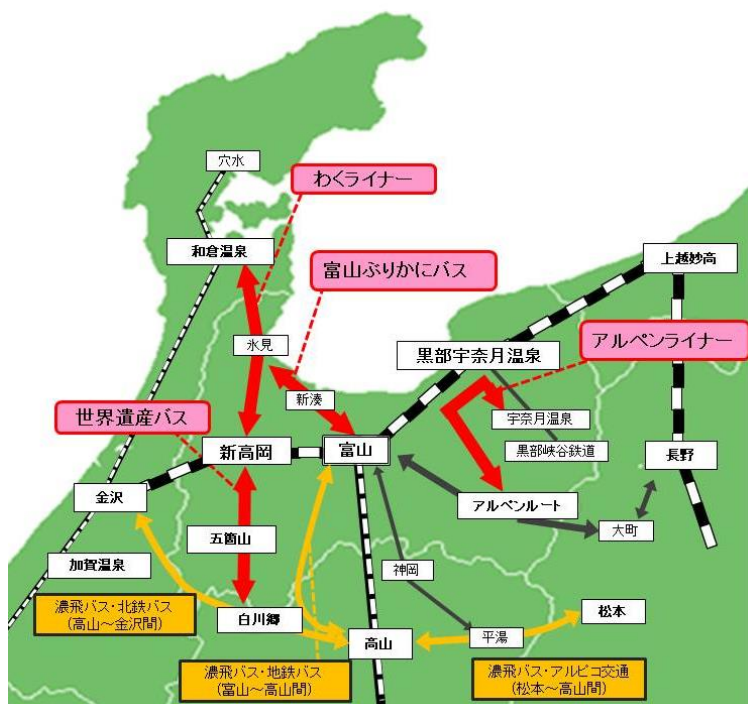 穴水
わくライナー
和倉温泉
上越妙高
富山ぶりかにバス
氷見
黒部宇奈月温泉
アルペンライナー
新湊
宇奈月温泉
世界遺産バス
新高岡
富山
黒部峡谷鉄道
長野
金沢
アルペンルート
五箇山
大町
加賀温泉
神岡
濃飛バス・北鉄バス
(高山～金沢間)
白川郷
松本
高山
平湯
濃飛バス・地鉄バス
(富山～高山間)
濃飛バス・アルピコ交通
(松本～高山間)